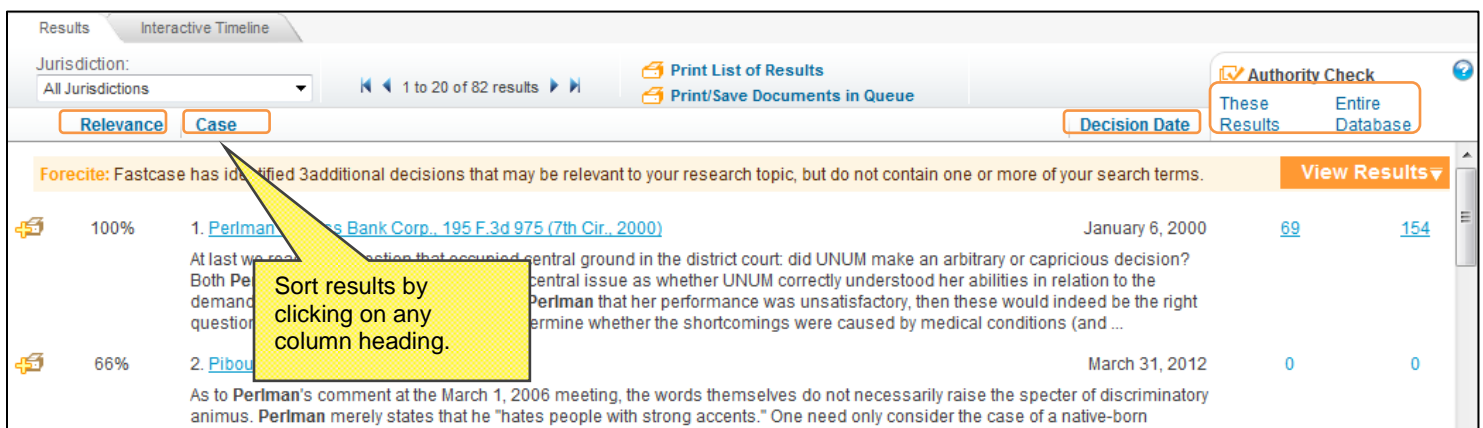 Results Interactive Timeline
Jurisdiction:
All Jurisdictions
1 to 20 of 82 results
Print List of Results
Print/Save Documents in Queue
Authority Check
These Results
Entire Database
Relevance Case Decision Date
Forecite: Fastcase has identified 3additional decisions that may be relevant to your research topic, but do not contain one or more of your search terms. View Results
100% 1. Perlman Bank Corp., 195 F.3d 975 (7th Cir., 2000) January 6, 2000 69 154
At last we central ground in the district court: did UNUM make an arbitrary or capricious decision?
Both central issue as whether UNUM correctly understood her abilities in relation to the
Perlman that her performance was unsatisfactory, then these would indeed be the right
whether the shortcomings were caused by medical conditions (and ...
Sort results by
clicking on any
column heading.
66% 2. March 31, 2012 0 0
As to Perlman's comment at the March 1, 2006 meeting, the words themselves do not necessarily raise the specter of discriminatory
animus. Perlman merely states that he "hates people with strong accents." One need only consider the case of a native-born